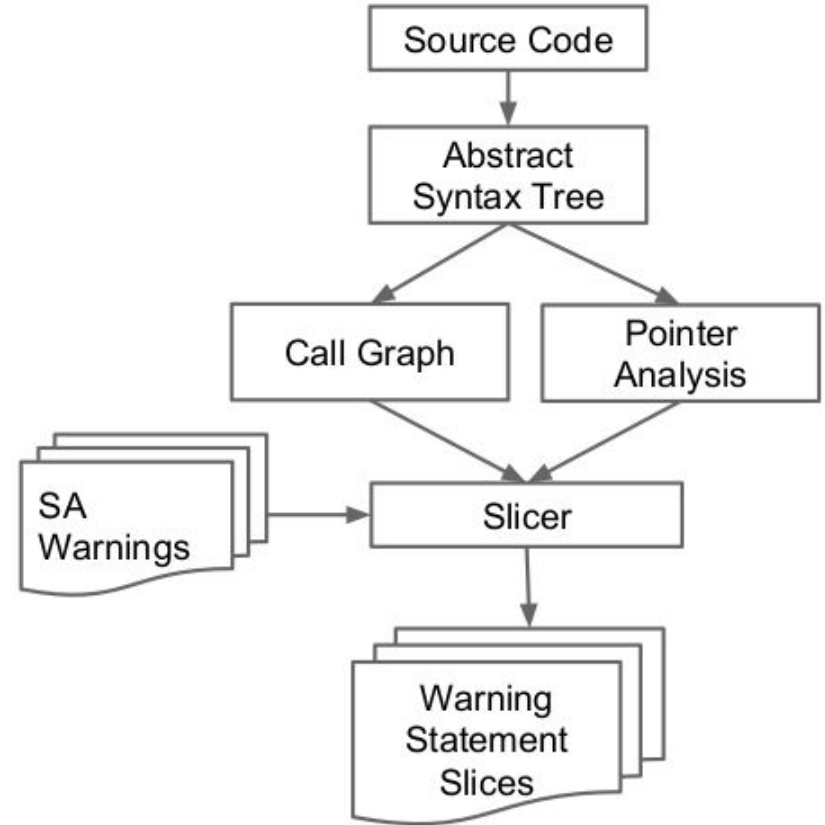 Source Code
Abstract
Syntax Tree
Call Graph
Pointer
Analysis
SA
Warnings
Slicer
Warning
Statement
Slices